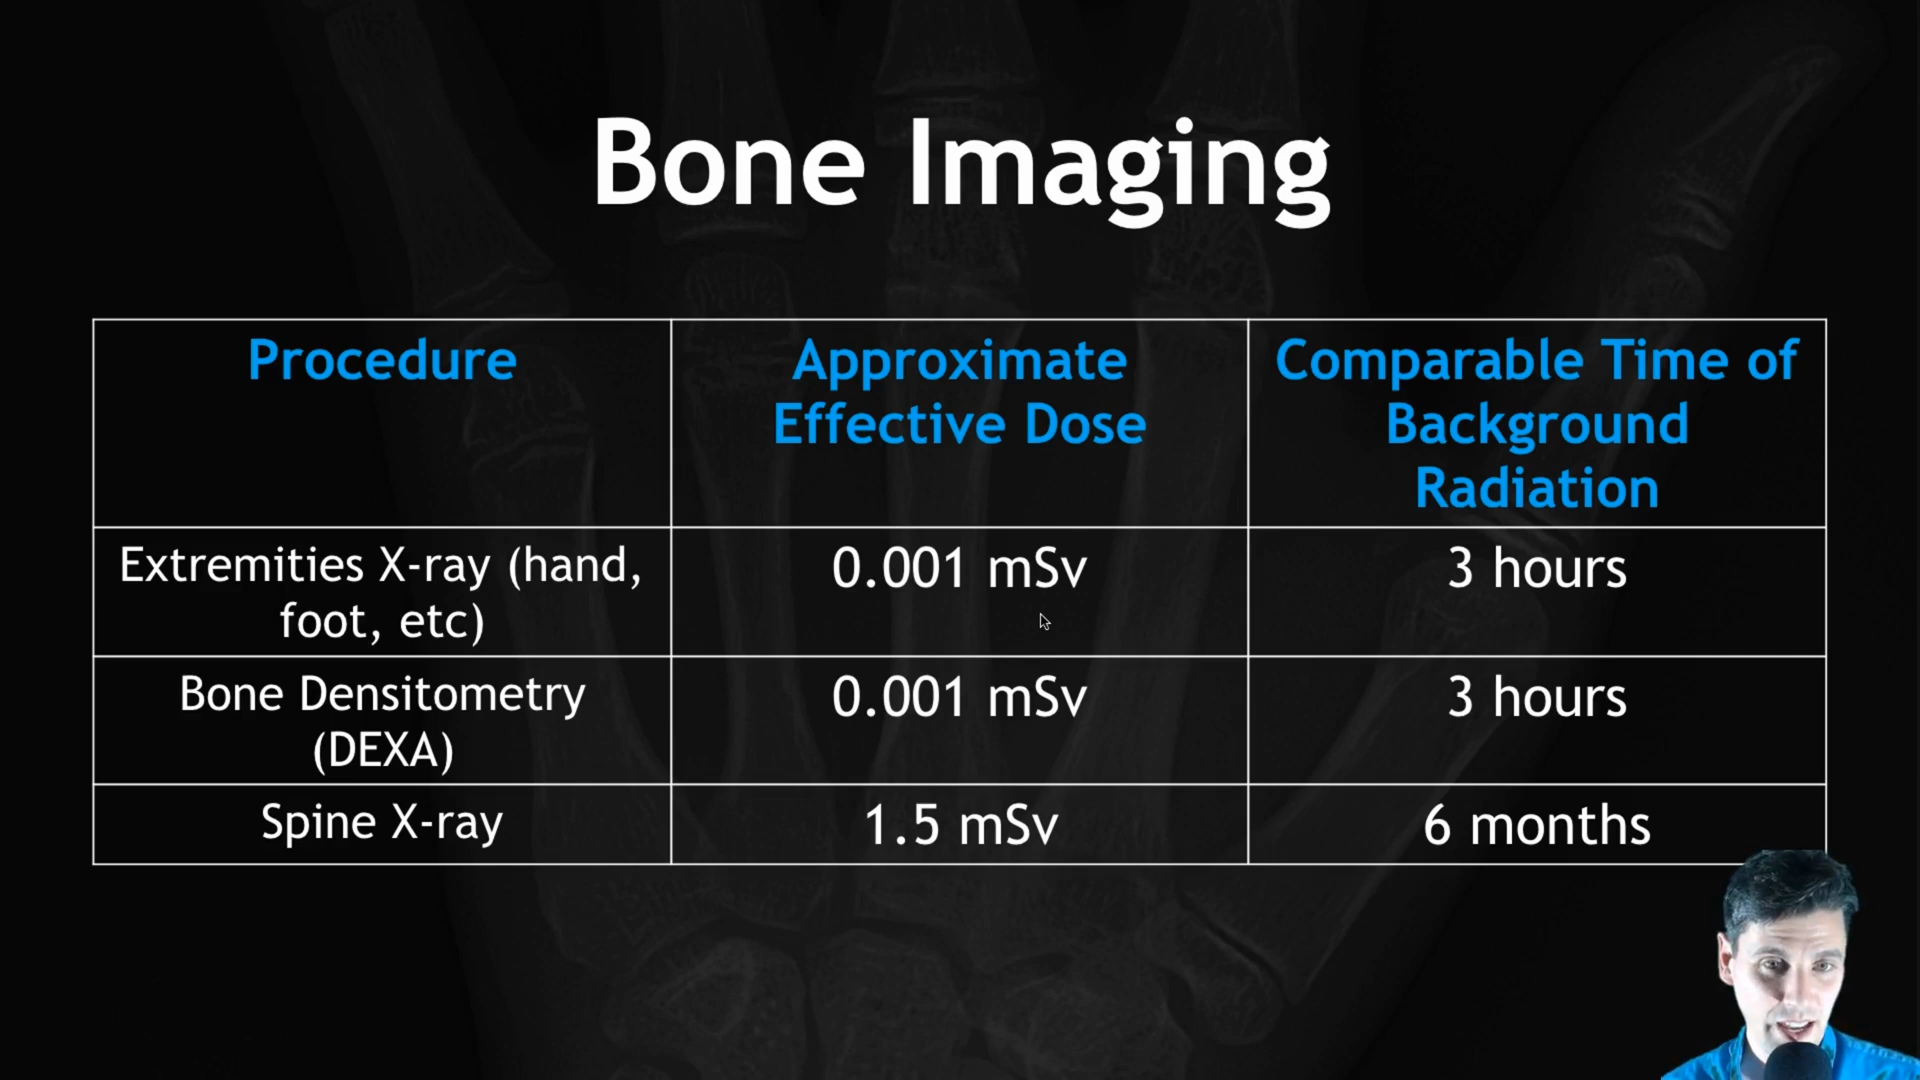 Bone Imaging
Procedure
Approximate
Effective Dose
Comparable Time of
Background
Radiation
Extremities X-ray (hand,
foot, etc)
0.001 mSv
3 hours
Bone Densitometry
(DEXA)
0.001 mSv
3 hours
Spine X-ray
1.5 mSv
6 months